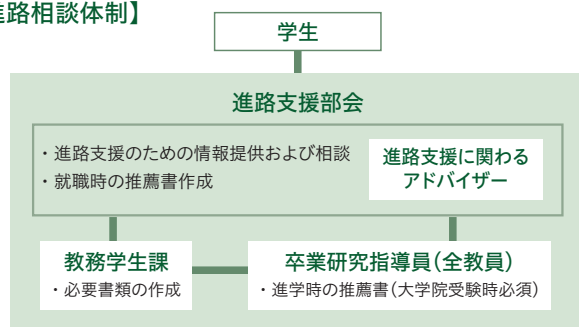 進路相談体制】
学生
進路支援部会
・進路支援のための情報提供および相談
・就職時の推薦書作成
進路支援に関わる
アドバイザー
教務学生課
・必要書類の作成
卒業研究指導員(全教員)
・進学時の推薦書(大学院受験時必須)